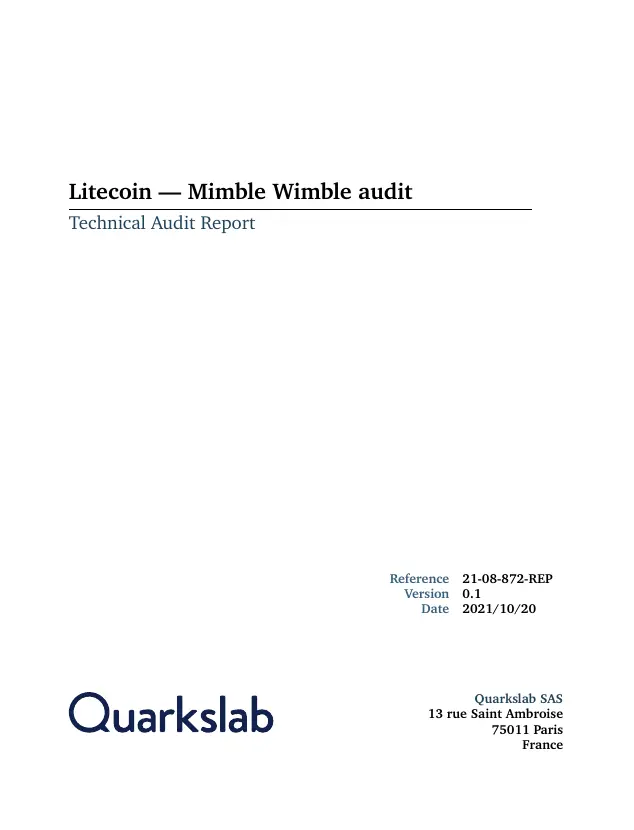 Litecoin — Mimble Wimble audit
Technical Audit Report
Reference 21-08-872-REP
Version 0.1
Date 2021/10/20
Quarkslab
Quarkslab SAS
13 rue Saint Ambroise
75011 Paris
France